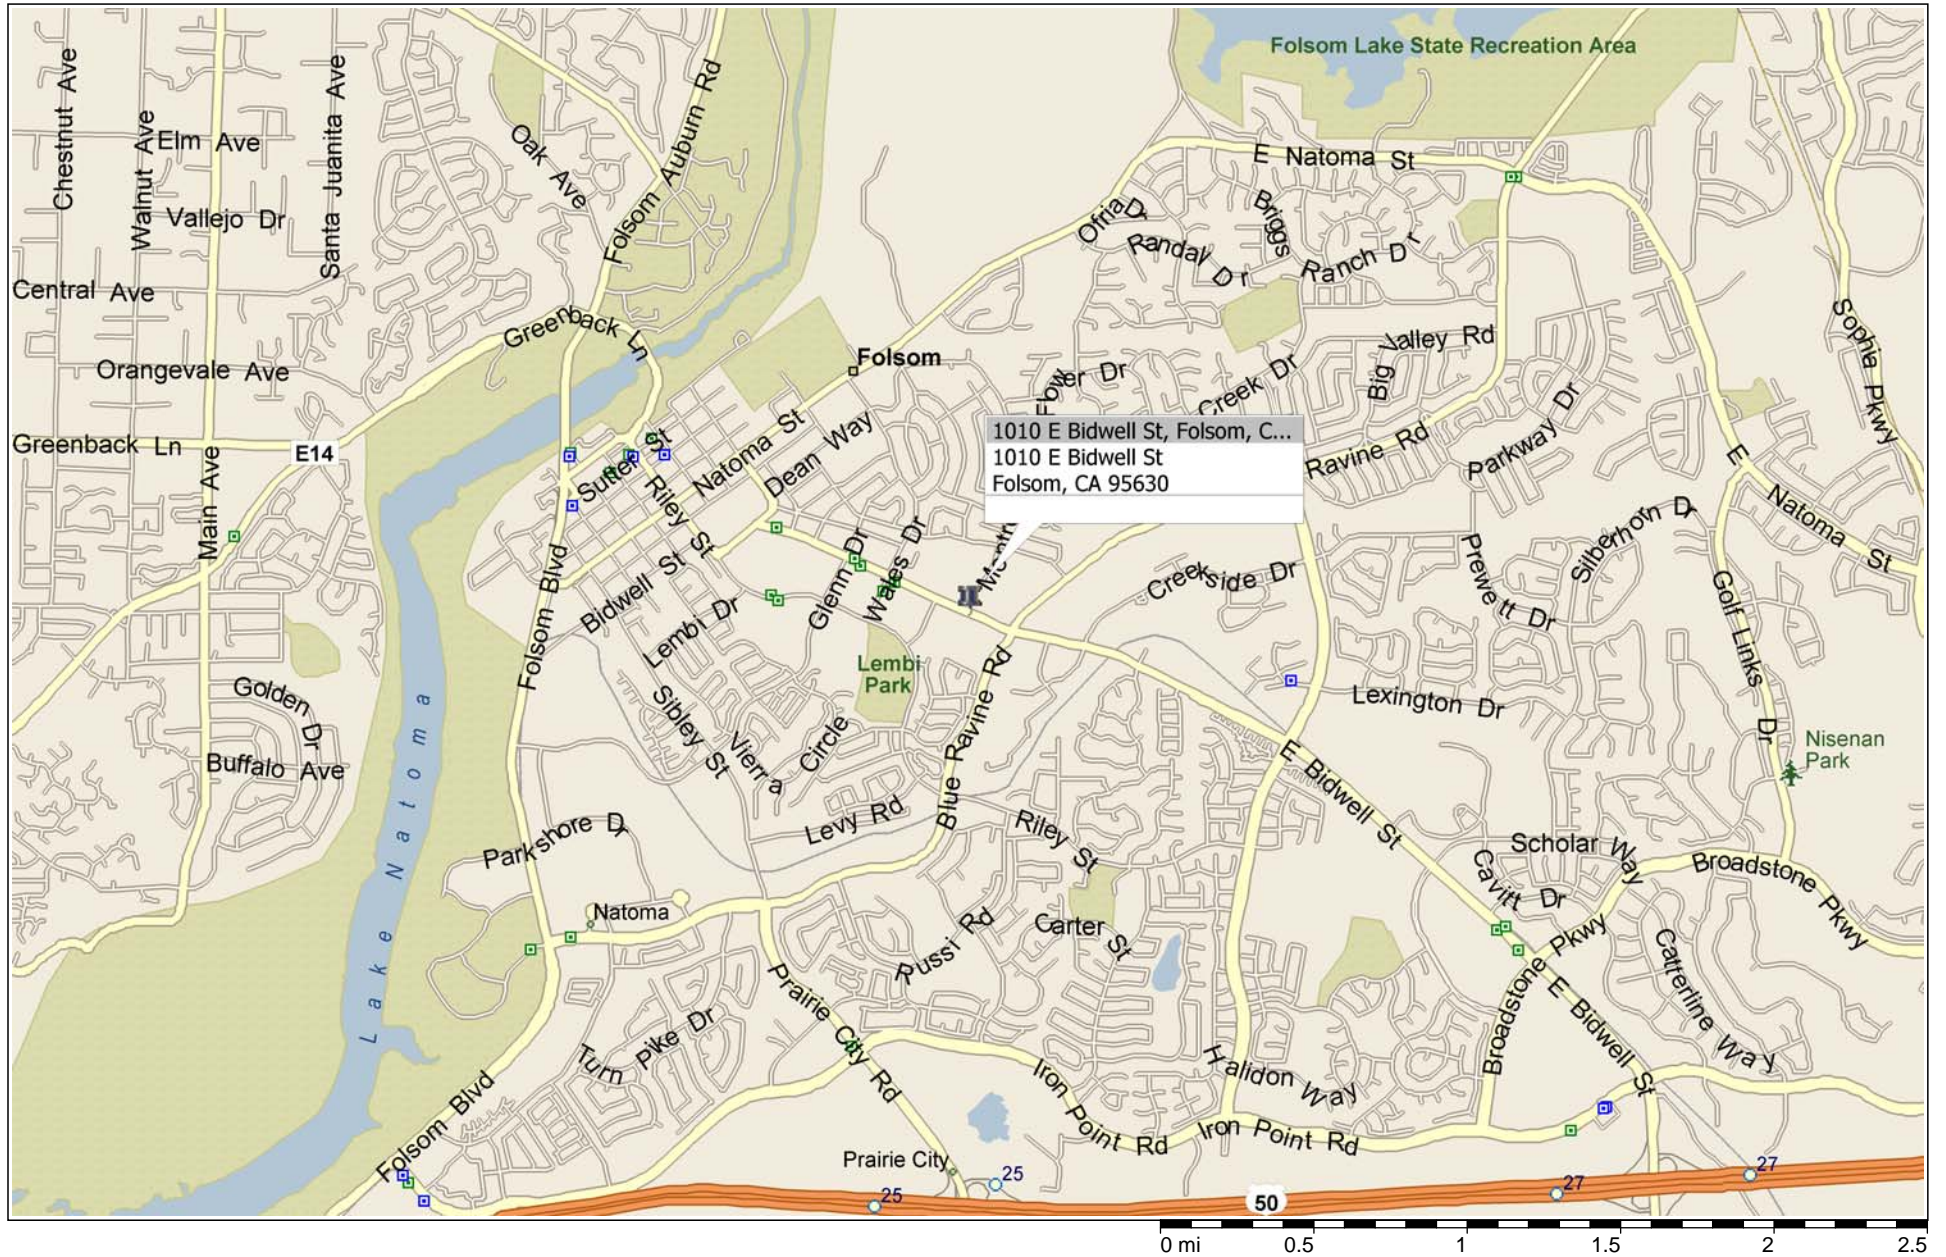 Folsom Lake State Recreation Area
Chestnut Ave
Walnut Ave
Elm Ave
Santa Juanita Ave
Oak Ave
Folsom Auburn Rd
E Natoma St
Vallejo Dr
Ofria Dr
Randal Dr
Briggs Ranch Dr
Central Ave
Greenback Ln
Sophia Pkwy
Big Valley Rd
Folsom
Orangevale Ave
Flower Dr
Creek Dr
Parkway Dr
Greenback Ln
E14
Main Ave
Sutter St
Natoma St
Dean Way
Riley St
1010 E Bidwell St, Folsom, C...
1010 E Bidwell St
Folsom, CA 95630
Ravine Rd
E Natoma St
Silberhorn Dr
Folsom Blvd
Bidwell St
Lembi Dr
Glenn Dr
Wales Dr
Montr
Creekside Dr
Prewett Dr
Golf Links Dr
Lembi
Park
Golden Dr
Buffalo Ave
Lake Natoma
Sibley St
Vierra Circle
Blue Ravine Rd
Lexington Dr
Nisenan
Park
E Bidwell St
Levy Rd
Riley St
Parkshore Dr
Scholar Way
Cavitt Dr
Broadstone Pkwy
Natoma
Russi Rd
Carter St
Broadstone Pkwy
Catterline Way
Prairie City Rd
E Bidwell St
Turn Pike Dr
Iron Point Rd
Halidon Way
Iron Point Rd
Folsom Blvd
Prairie City
25
25
50
27
27
0 mi 0.5 1 1.5 2 2.5